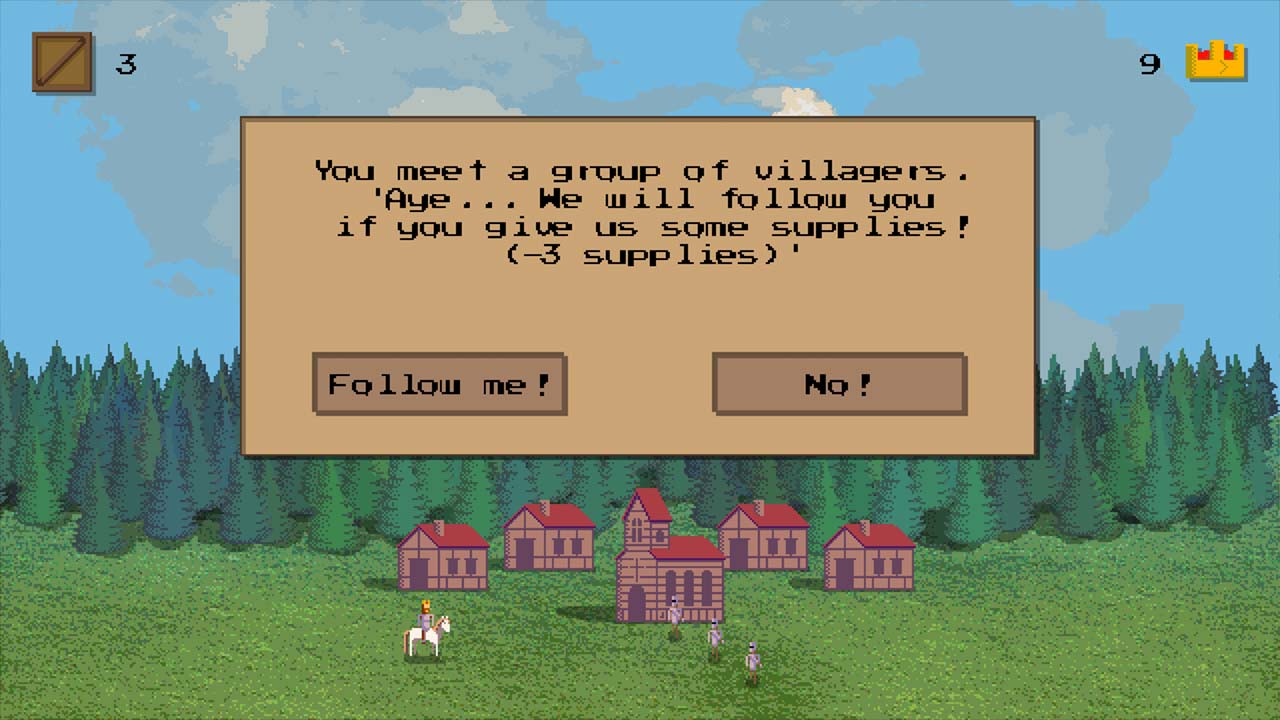 3
9
You meet a group of villagers.
'Aye... We will follow you
if you give us some supplies!
(-3 supplies)'
Follow me!
No!